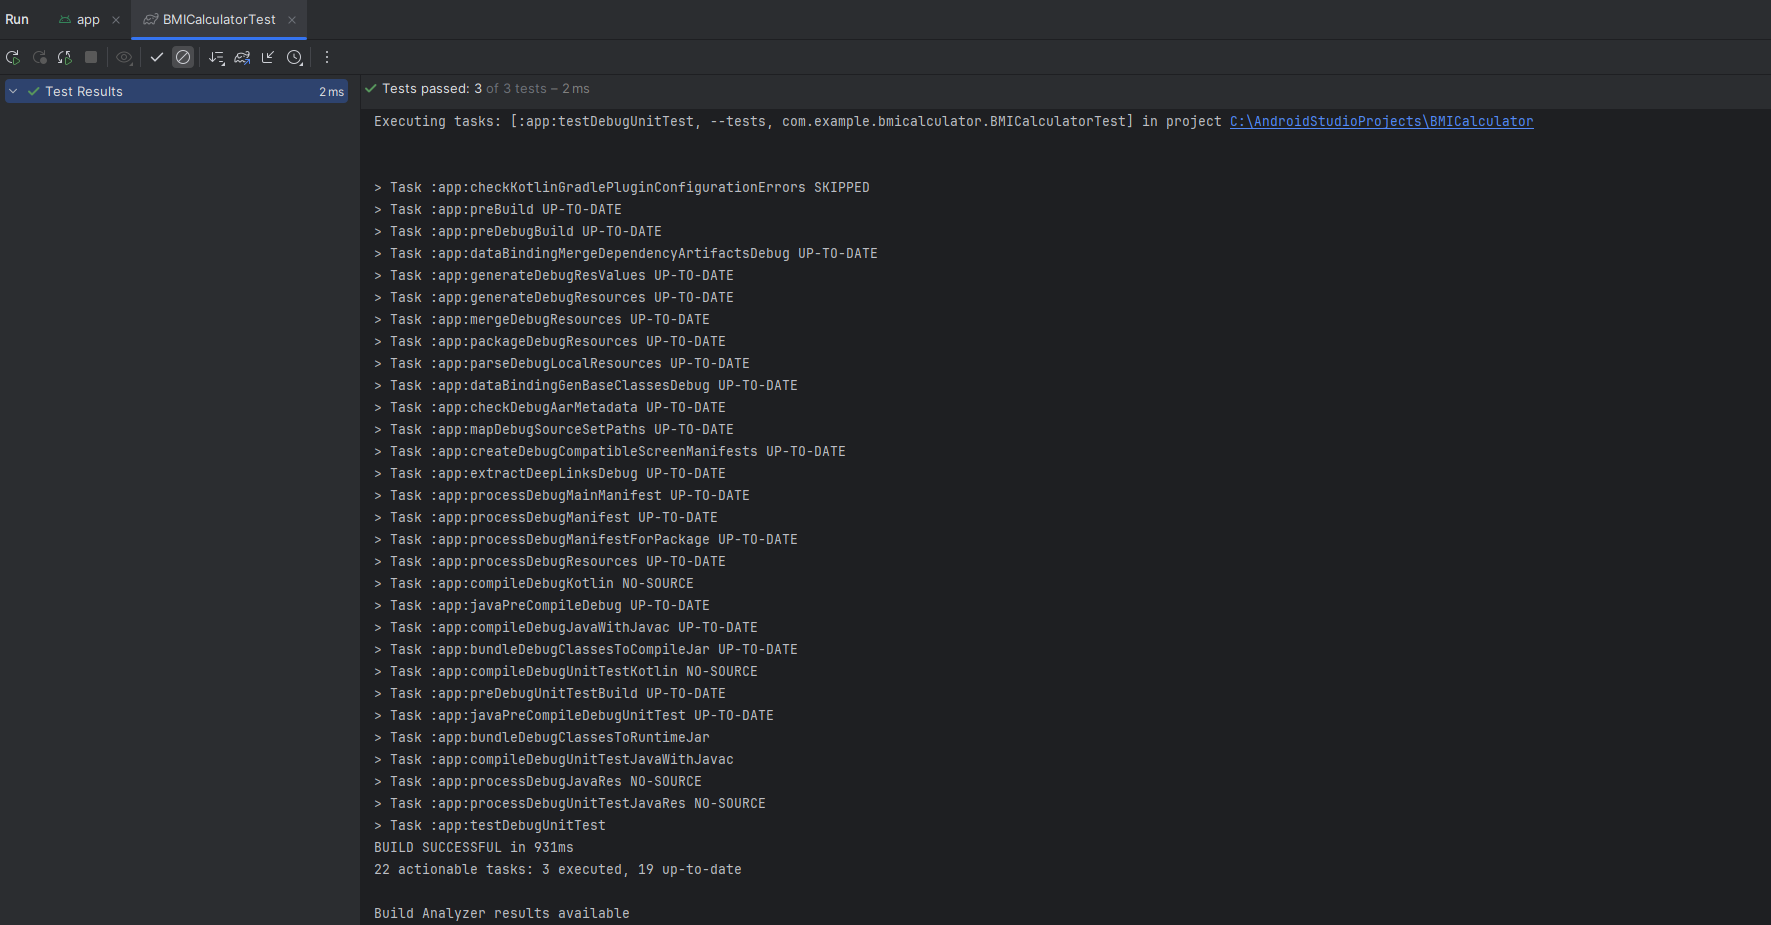 Run app BMICalculatorTest
Test Results 2 ms
Tests passed: 3 of 3 tests – 2 ms
Executing tasks: [:app:testDebugUnitTest, --tests, com.example.bmicalculator.BMICalculatorTest] in project C:\AndroidStudioProjects\BMICalculator
> Task :app:checkKotlinGradlePluginConfigurationErrors SKIPPED
> Task :app:preBuild UP-TO-DATE
> Task :app:preDebugBuild UP-TO-DATE
> Task :app:dataBindingMergeDependencyArtifactsDebug UP-TO-DATE
> Task :app:generateDebugResValues UP-TO-DATE
> Task :app:generateDebugResources UP-TO-DATE
> Task :app:mergeDebugResources UP-TO-DATE
> Task :app:packageDebugResources UP-TO-DATE
> Task :app:parseDebugLocalResources UP-TO-DATE
> Task :app:dataBindingGenBaseClassesDebug UP-TO-DATE
> Task :app:checkDebugAarMetadata UP-TO-DATE
> Task :app:mapDebugSourceSetPaths UP-TO-DATE
> Task :app:createDebugCompatibleScreenManifests UP-TO-DATE
> Task :app:extractDeepLinksDebug UP-TO-DATE
> Task :app:processDebugMainManifest UP-TO-DATE
> Task :app:processDebugManifest UP-TO-DATE
> Task :app:processDebugManifestForPackage UP-TO-DATE
> Task :app:processDebugResources UP-TO-DATE
> Task :app:compileDebugKotlin NO-SOURCE
> Task :app:javaPreCompileDebug UP-TO-DATE
> Task :app:compileDebugJavaWithJavac UP-TO-DATE
> Task :app:bundleDebugClassesToCompileJar UP-TO-DATE
> Task :app:compileDebugUnitTestKotlin NO-SOURCE
> Task :app:preDebugUnitTestBuild UP-TO-DATE
> Task :app:javaPreCompileDebugUnitTest UP-TO-DATE
> Task :app:bundleDebugClassesToRuntimeJar
> Task :app:compileDebugUnitTestJavaWithJavac
> Task :app:processDebugJavaRes NO-SOURCE
> Task :app:processDebugUnitTestJavaRes NO-SOURCE
> Task :app:testDebugUnitTest
BUILD SUCCESSFUL in 931ms
22 actionable tasks: 3 executed, 19 up-to-date
Build Analyzer results available